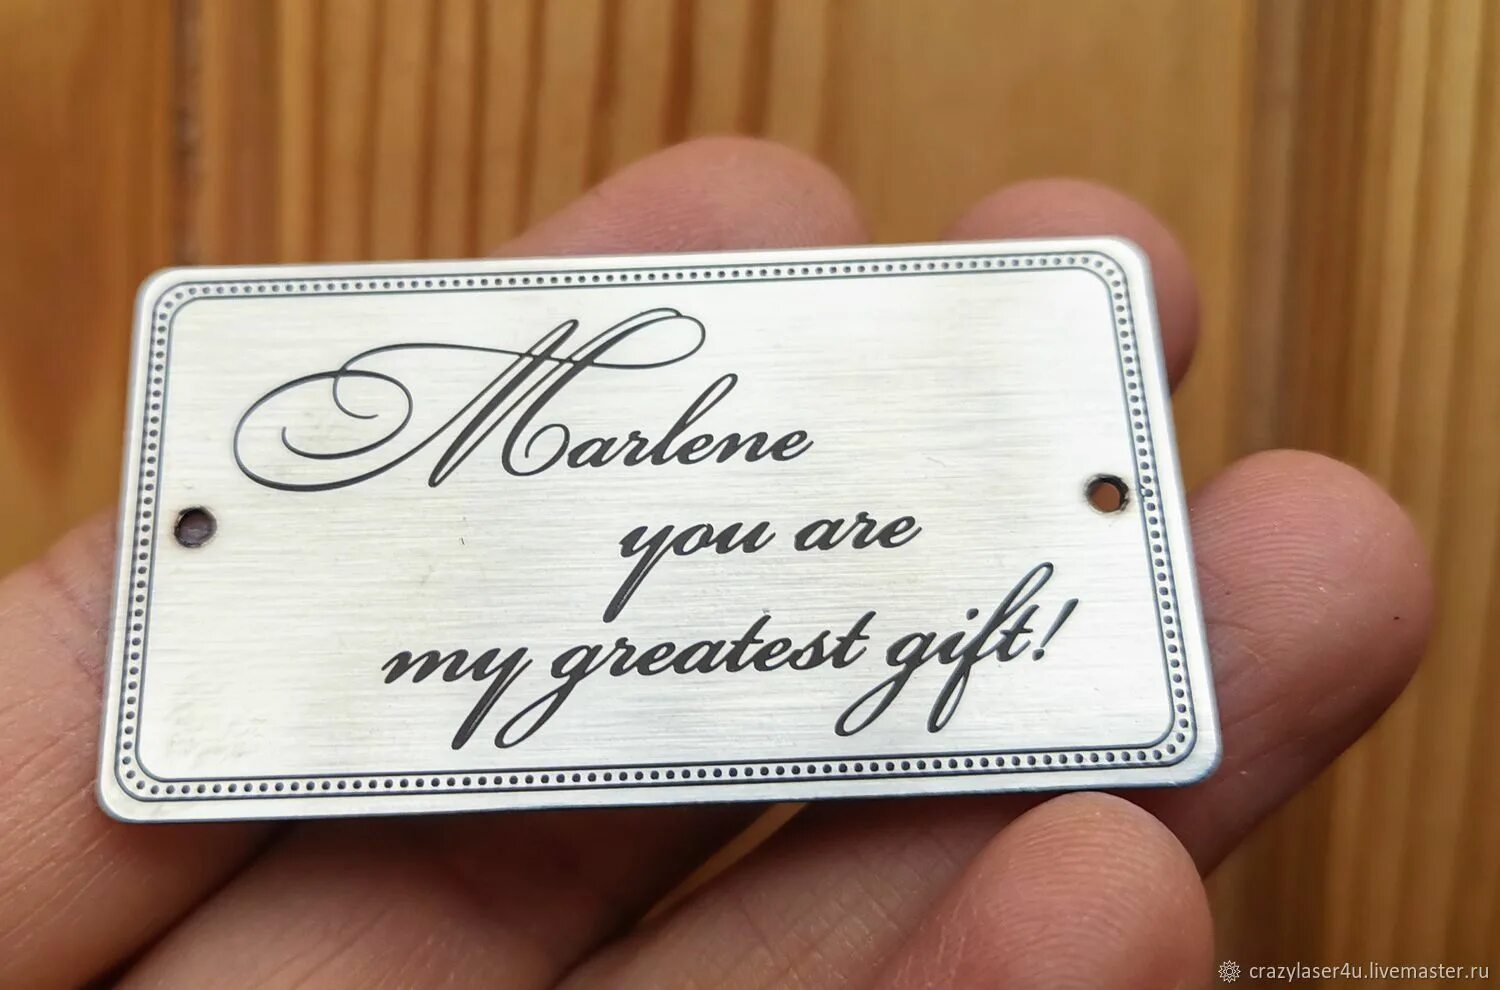 Marlene
you are
my greatest gift!
crazylaser4u.livemaster.ru